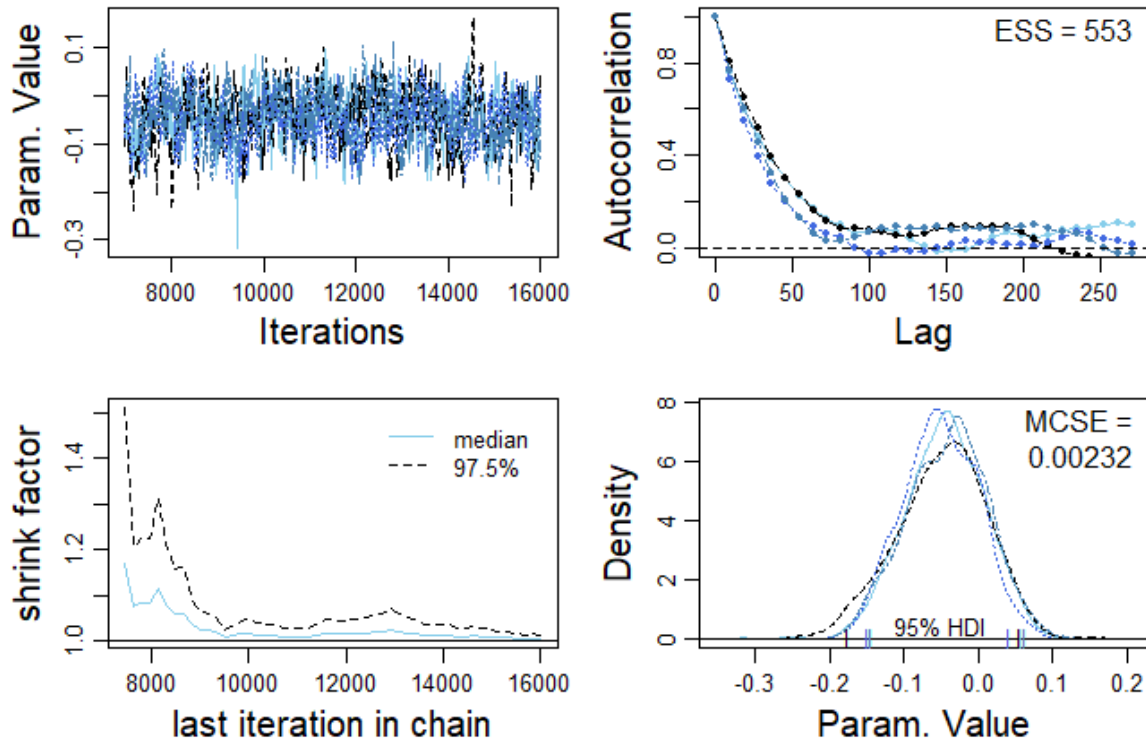 Param. Value
0.1
-0.1
-0.3
8000 10000 12000 14000 16000
Iterations
Autocorrelation
0.8
0.4
0.0
ESS = 553
0 50 100 150 200 250
Lag
shrink factor
1.4
1.2
1.0
median
97.5%
8000 10000 12000 14000 16000
last iteration in chain
Density
8
6
4
2
0
MCSE =
0.00232
95% HDI
-0.3 -0.2 -0.1 0.0 0.1 0.2
Param. Value